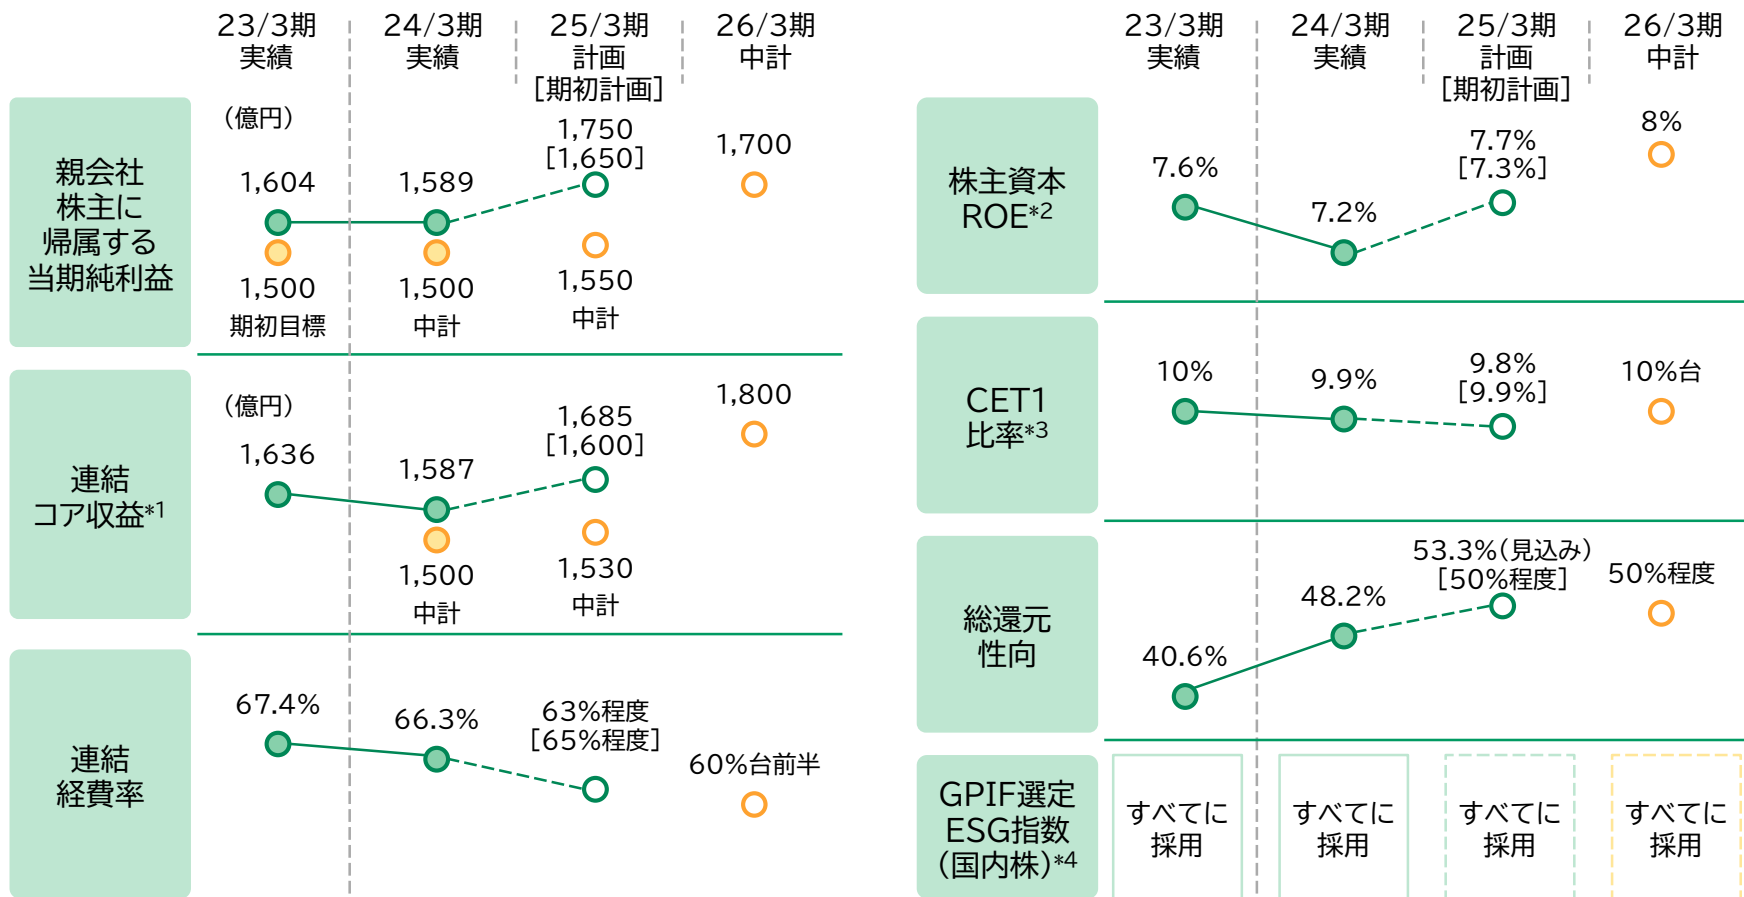 23/3期
実績
24/3期
実績
25/3期
計画
[期初計画]
26/3期
中計
親会社
株主に
帰属する
当期純利益
(億円)
1,604
1,589
1,750
[1,650]
1,700
1,500
期初目標
1,500
中計
1,550
中計
連結
コア収益*1
(億円)
1,636
1,587
1,685
[1,600]
1,800
1,500
中計
1,530
中計
連結
経費率
67.4%
66.3%
63%程度
[65%程度]
60%台前半
23/3期
実績
24/3期
実績
25/3期
計画
[期初計画]
26/3期
中計
株主資本
ROE*2
7.6%
7.2%
7.7%
[7.3%]
8%
CET1
比率*3
10%
9.9%
9.8%
[9.9%]
10%台
総還元
性向
40.6%
48.2%
53.3%(見込み)
[50%程度]
50%程度
GPIF選定
ESG指数
(国内株)*4
すべてに
採用
すべてに
採用
すべてに
採用
すべてに
採用